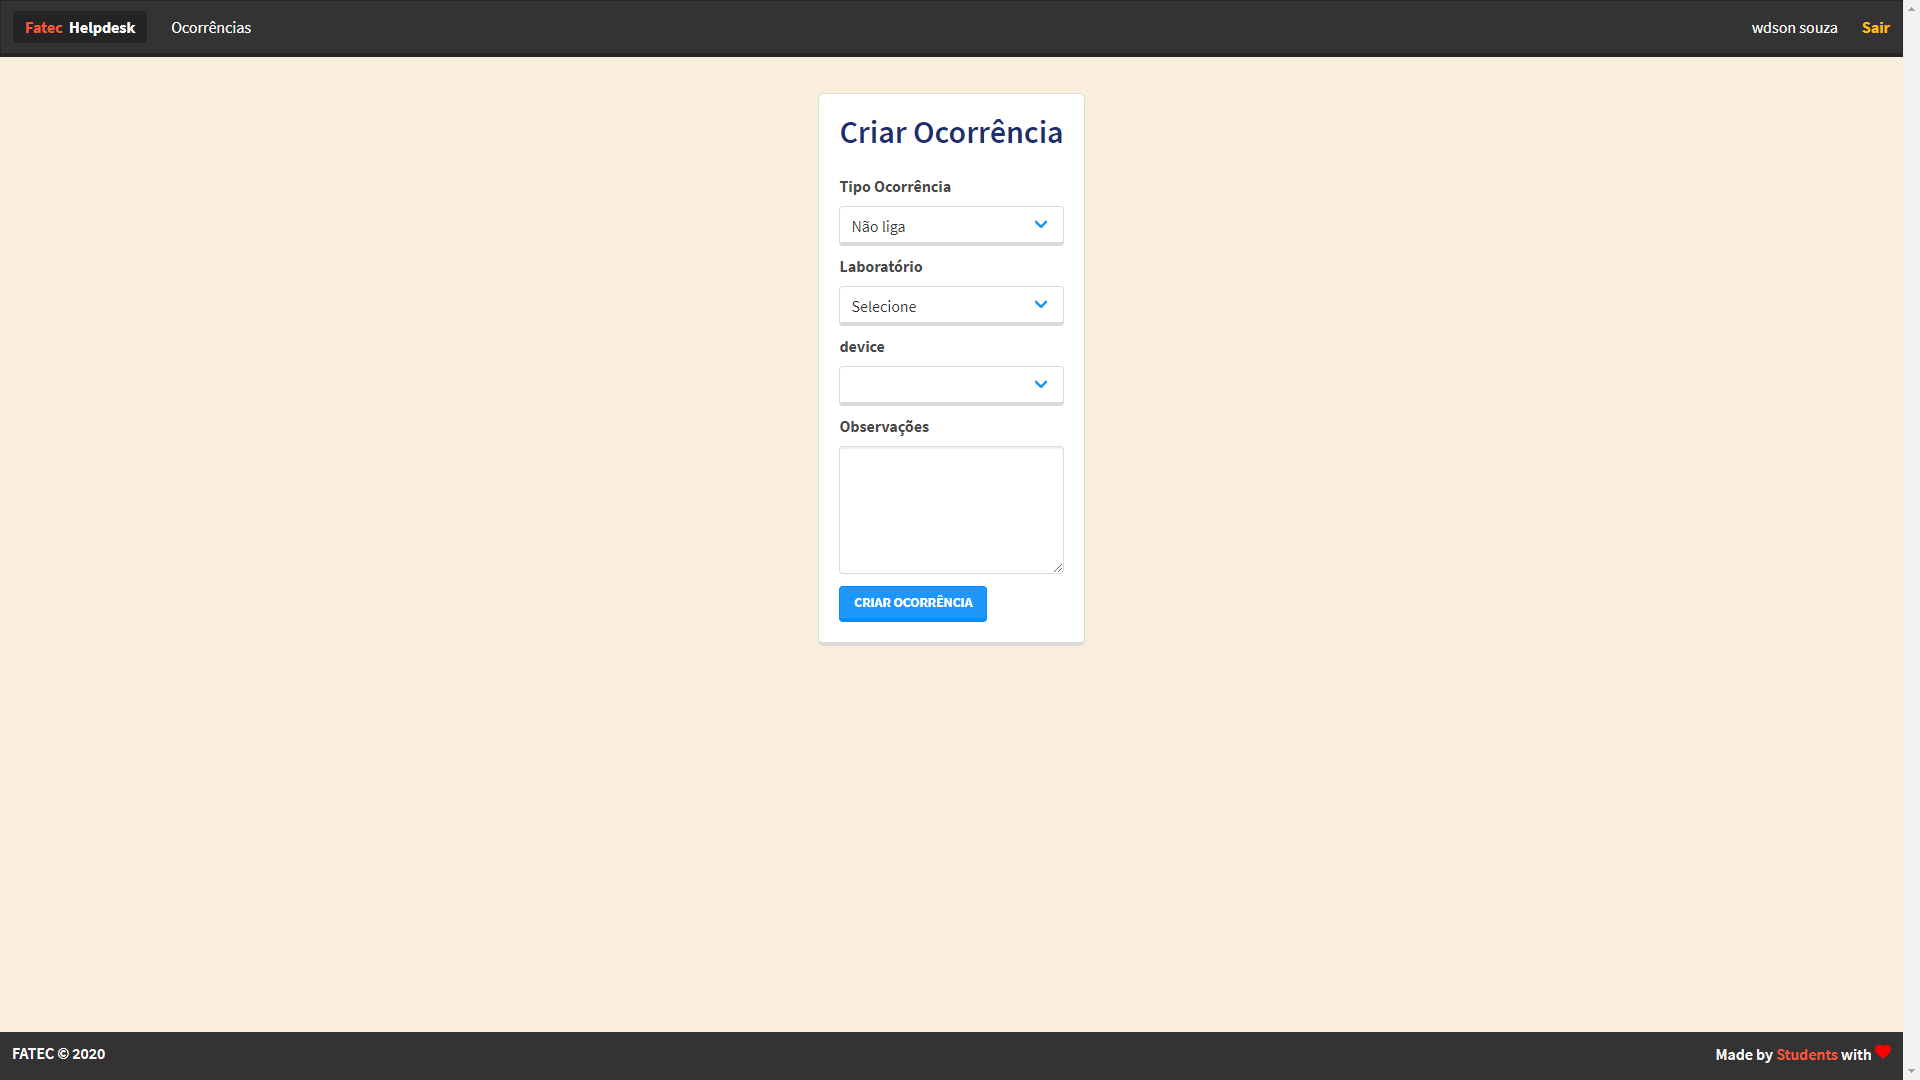 Fatec Helpdesk Ocorrências wdson souza Sair
Criar Ocorrência
Tipo Ocorrência
Não liga
Laboratório
Selecione
device
Observações
CRIAR OCORRÊNCIA
FATEC © 2020 Made by Students with